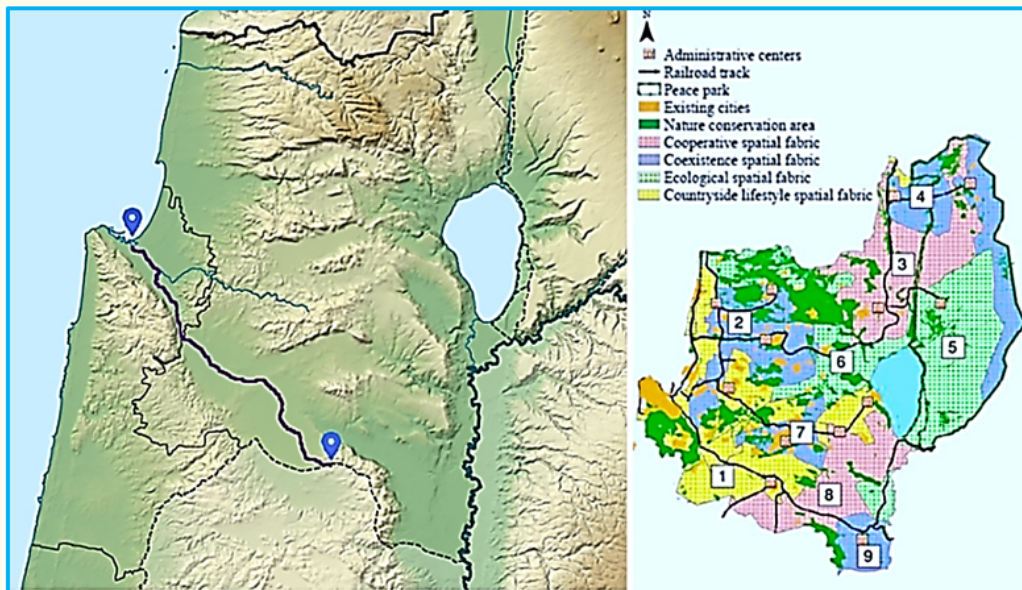 N
Administrative centers
Railroad track
Peace park
Existing cities
Nature conservation area
Cooperative spatial fabric
Coexistence spatial fabric
Ecological spatial fabric
Countryside lifestyle spatial fabric
4
3
2
5
6
7
1
8
9